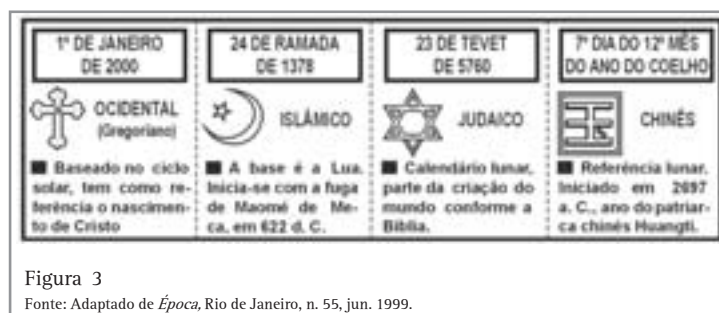 1º DE JANEIRO
DE 2000
OCIDENTAL
(Gregoriano)
■ Baseado no ciclo
solar, tem como re-
ferência o nascimen-
to de Cristo
24 DE RAMADA
DE 1378
ISLÂMICO
■ A base é a Lua.
Inicia-se com a fuga
de Maomé de Me-
ca, em 622 d. C.
23 DE TEVET
DE 5760
JUDAICO
■ Calendário lunar,
parte da criação do
mundo conforme a
Bíblia.
7º DIA DO 12º MÊS
DO ANO DO COELHO
CHINÊS
■ Referência lunar.
Iniciado em 2697
a. C., ano do patriar-
ca chinês Huangti.
Figura 3
Fonte: Adaptado de Época, Rio de Janeiro, n. 55, jun. 1999.